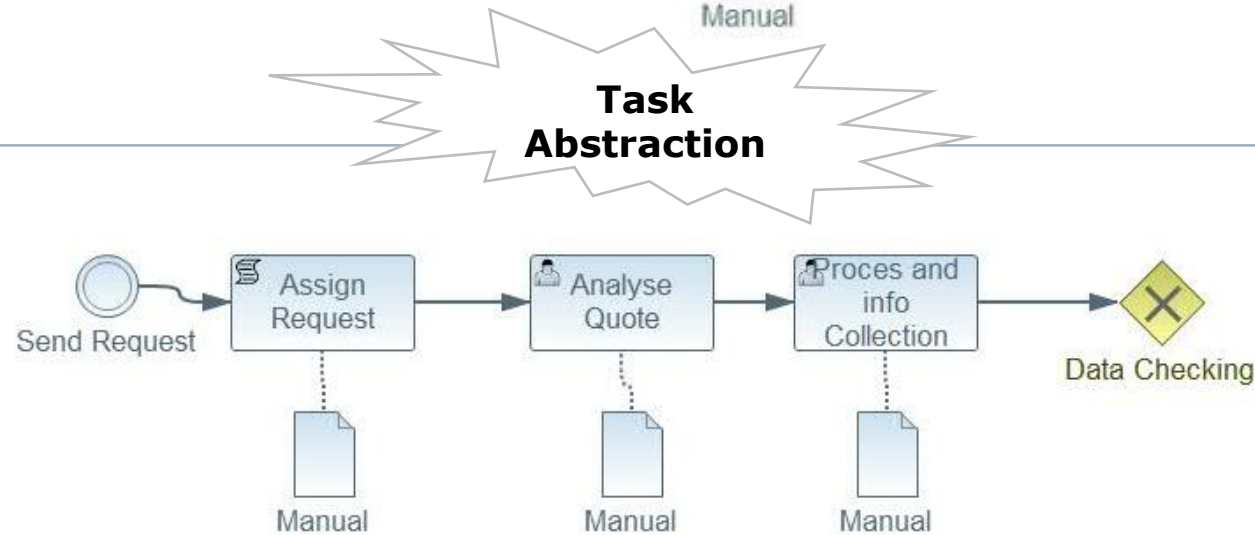 Manual
Task
Abstraction
Send Request
Assign
Request
Analyse
Quote
Proces and
info
Collection
Data Checking
Manual
Manual
Manual